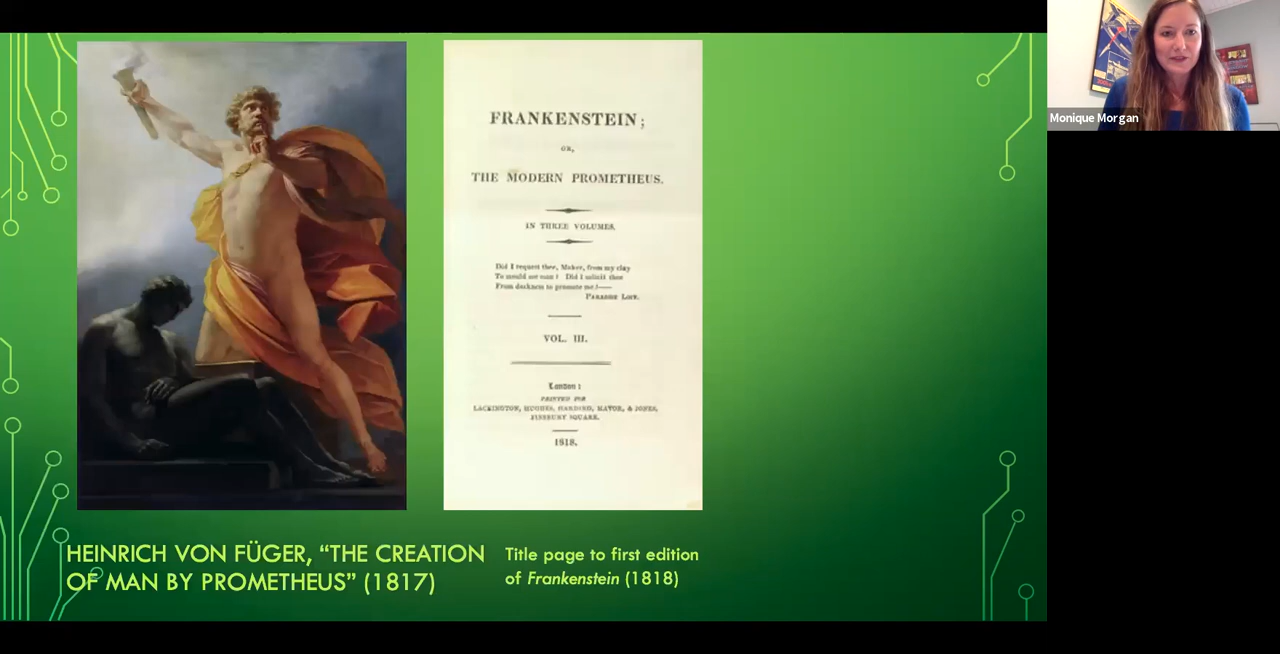 FRANKENSTEIN;
OR,
THE MODERN PROMETHEUS.
IN THREE VOLUMES.
Did I request thee, Maker, from my clay
To mould me man? Did I solicit thee
From darkness to promote me?——
PARADISE LOST.
VOL. III.
London:
PRINTED FOR
LACKINGTON, HUGHES, HARDING, MAVOR, & JONES,
FINSBURY SQUARE.
1818.
HEINRICH VON FÜGER, “THE CREATION
OF MAN BY PROMETHEUS” (1817)
Title page to first edition
of Frankenstein (1818)
Monique Morgan